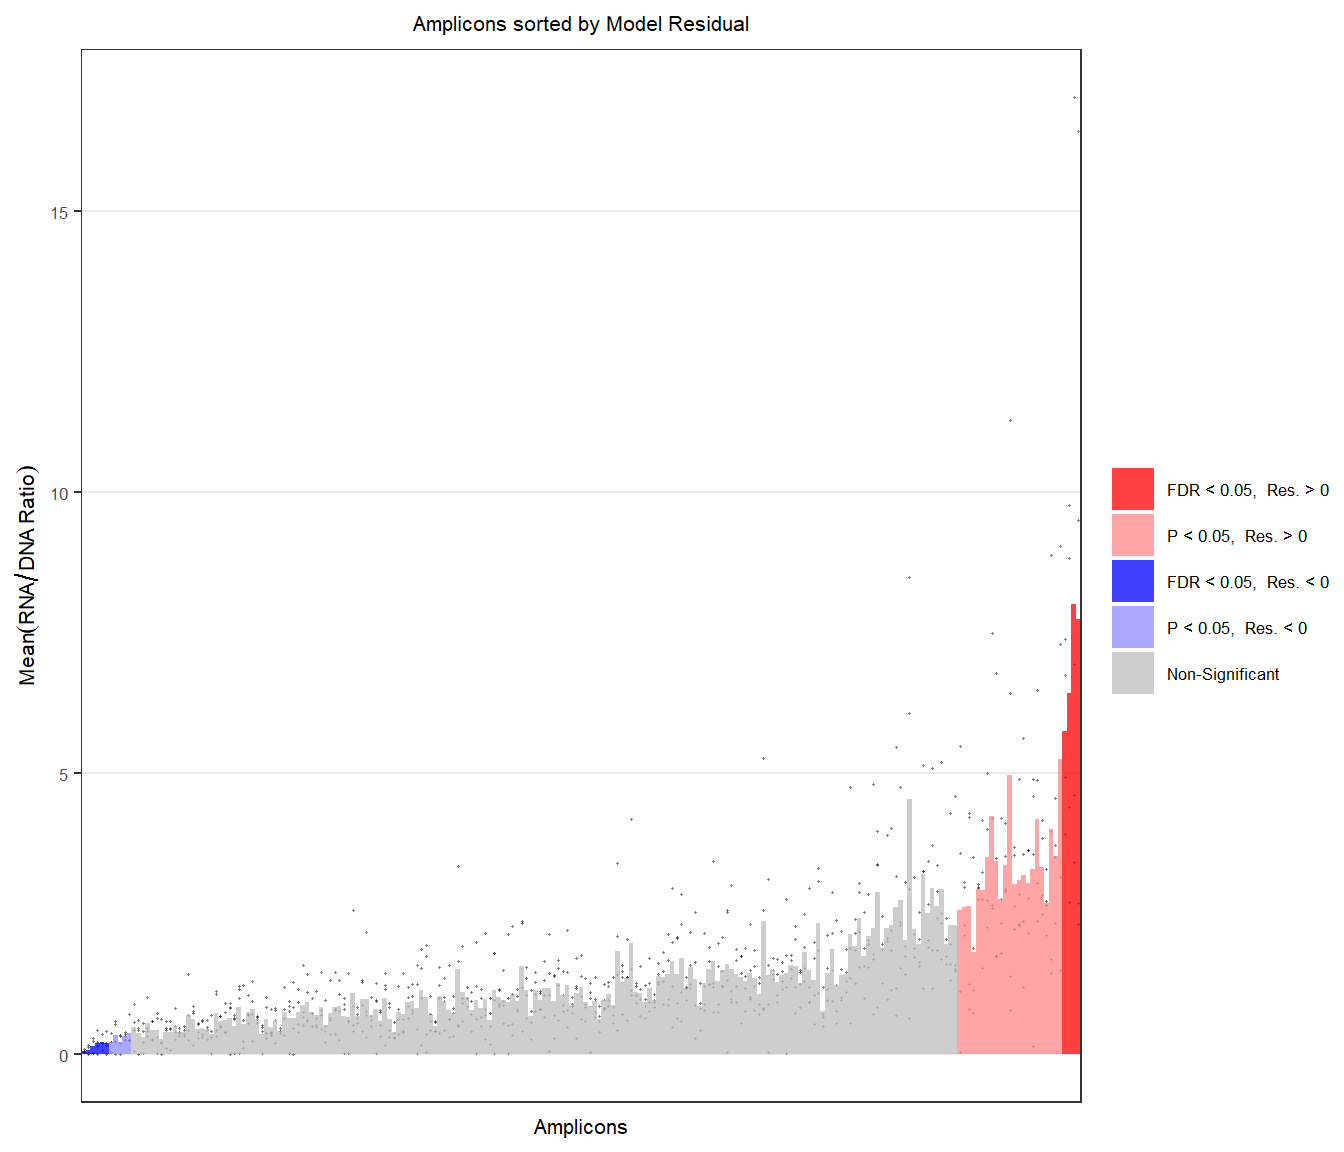 Amplicons sorted by Model Residual
Mean(RNA/DNA Ratio)
15
10
5
0
Amplicons
FDR < 0.05,  Res. > 0
P < 0.05,  Res. > 0
FDR < 0.05,  Res. < 0
P < 0.05,  Res. < 0
Non-Significant